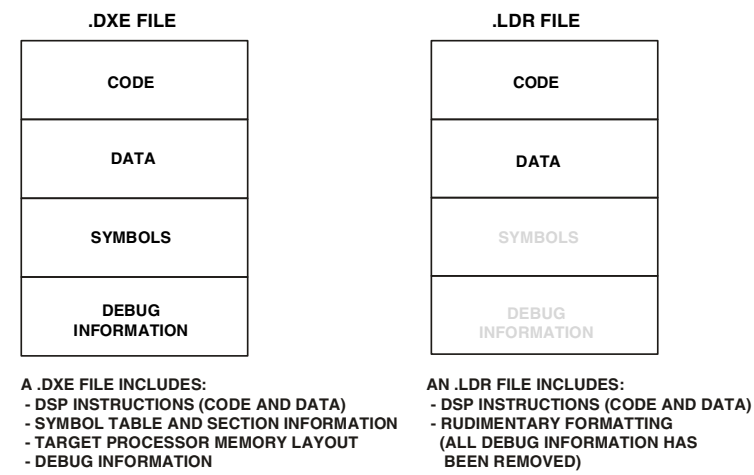 .DXE FILE
CODE
DATA
SYMBOLS
DEBUG
INFORMATION
A .DXE FILE INCLUDES:
- DSP INSTRUCTIONS (CODE AND DATA)
- SYMBOL TABLE AND SECTION INFORMATION
- TARGET PROCESSOR MEMORY LAYOUT
- DEBUG INFORMATION
.LDR FILE
CODE
DATA
SYMBOLS
DEBUG
INFORMATION
AN .LDR FILE INCLUDES:
- DSP INSTRUCTIONS (CODE AND DATA)
- RUDIMENTARY FORMATTING
(ALL DEBUG INFORMATION HAS
BEEN REMOVED)